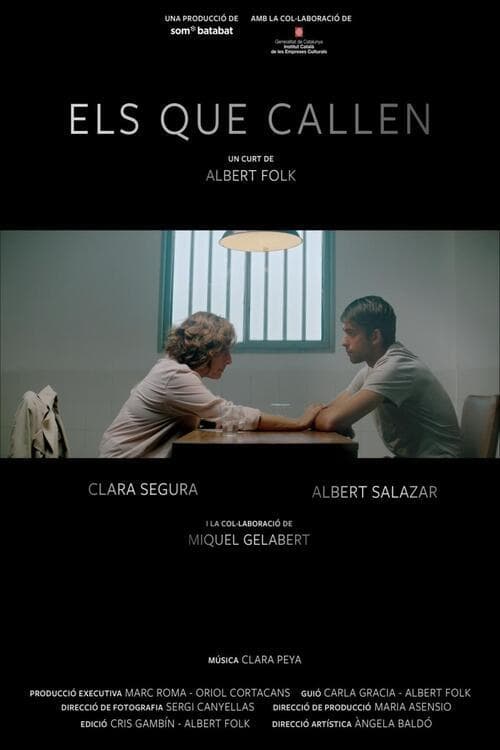 UNA PRODUCCIÓ DE
som batabat
AMB LA COL·LABORACIÓ DE
Generalitat de Catalunya
Institut Català
de les Empreses Culturals
ELS QUE CALLEN
UN CURT DE
ALBERT FOLK
CLARA SEGURA
ALBERT SALAZAR
I LA COL·LABORACIÓ DE
MIQUEL GELABERT
MÚSICA CLARA PEYA
PRODUCCIÓ EXECUTIVA MARC ROMA - ORIOL CORTACANS GUIÓ CARLA GRACIA - ALBERT FOLK
DIRECCIÓ DE FOTOGRAFIA SERGI CANYELLAS DIRECCIÓ DE PRODUCCIÓ MARIA ASENSIO
EDICIÓ CRIS GAMBÍN - ALBERT FOLK DIRECCIÓ ARTÍSTICA ÀNGELA BALDÓ